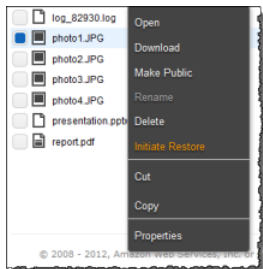 log_82930.log
photo1.JPG
photo2.JPG
photo3.JPG
photo4.JPG
presentation.ppt
report.pdf
Open
Download
Make Public
Rename
Delete
Initiate Restore
Cut
Copy
Properties
© 2008 - 2012, Amazon Web Services, Inc. or